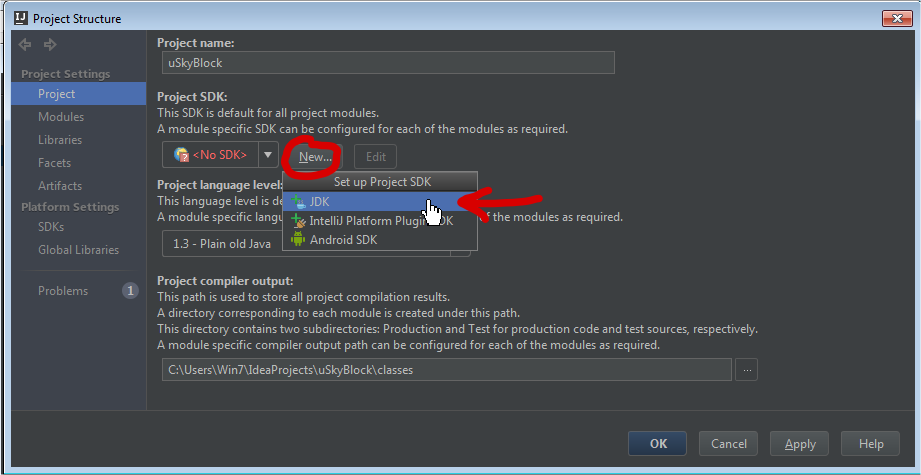 Project Structure
Project name:
uSkyBlock
Project Settings
Project
Modules
Libraries
Facets
Artifacts
Platform Settings
SDKs
Global Libraries
Problems 1
Project SDK:
This SDK is default for all project modules.
A module specific SDK can be configured for each of the modules as required.
<No SDK> New... Edit
Set up Project SDK
JDK
IntelliJ Platform Plugin SDK
Android SDK
Project language level:
This language level is de
A module specific langu of the modules as required.
1.3 - Plain old Java
Project compiler output:
This path is used to store all project compilation results.
A directory corresponding to each module is created under this path.
This directory contains two subdirectories: Production and Test for production code and test sources, respectively.
A module specific compiler output path can be configured for each of the modules as required.
C:\Users\Win7\IdeaProjects\uSkyBlock\classes ...
OK Cancel Apply Help